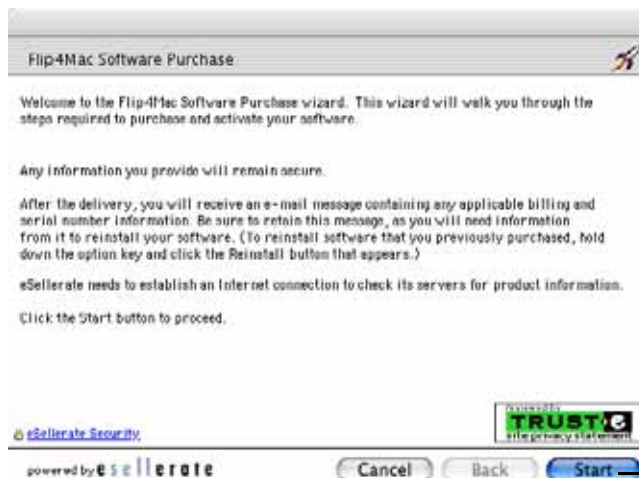 Flip4Mac Software Purchase
Welcome to the Flip4Mac Software Purchase wizard. This wizard will walk you through the
steps required to purchase and activate your software.
Any information you provide will remain secure.
After the delivery, you will receive an e-mail message containing any applicable billing and
serial number information. Be sure to retain this message, as you will need information
from it to reinstall your software. (To reinstall software that you previously purchased, hold
down the option key and click the Reinstall button that appears.)
eSellerate needs to establish an Internet connection to check its servers for product information.
Click the Start button to proceed.
TRUSTe
site privacy statement
eSellerate Security
powered by esellerate
Cancel
Back
Start